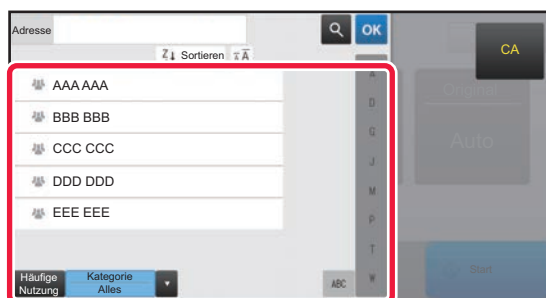 Adresse
OK
CA
Z↓ Sortieren
A
AAA AAA
D
BBB BBB
Original
G
CCC CCC
Auto
J
DDD DDD
M
EEE EEE
P
T
Häufige
Nutzung
Kategorie
Alles
▼
ABC
W
Start